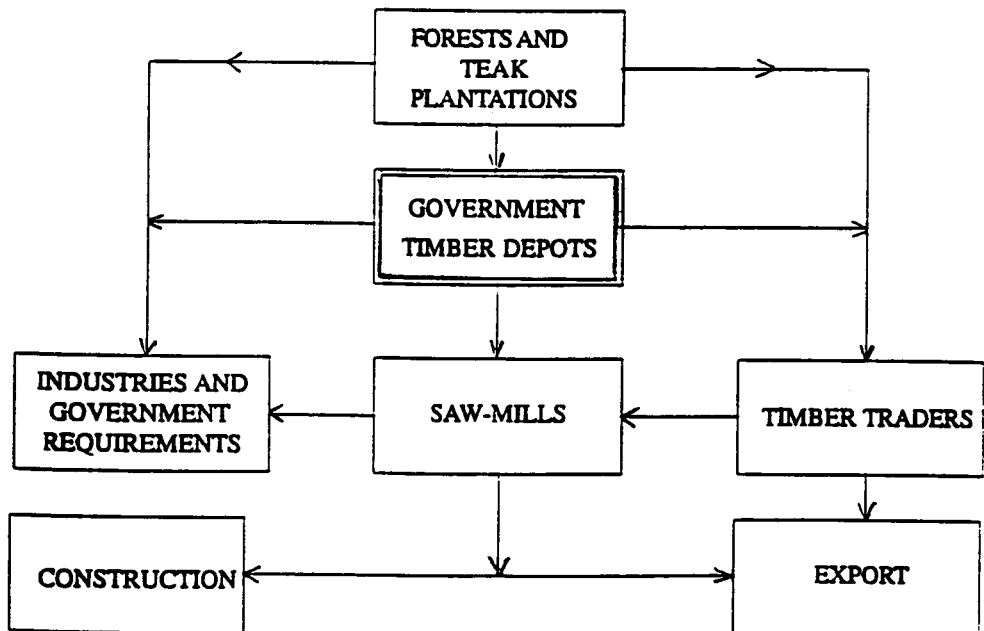 FORESTS AND
TEAK
PLANTATIONS
GOVERNMENT
TIMBER DEPOTS
INDUSTRIES AND
GOVERNMENT
REQUIREMENTS
SAW-MILLS
TIMBER TRADERS
CONSTRUCTION
EXPORT